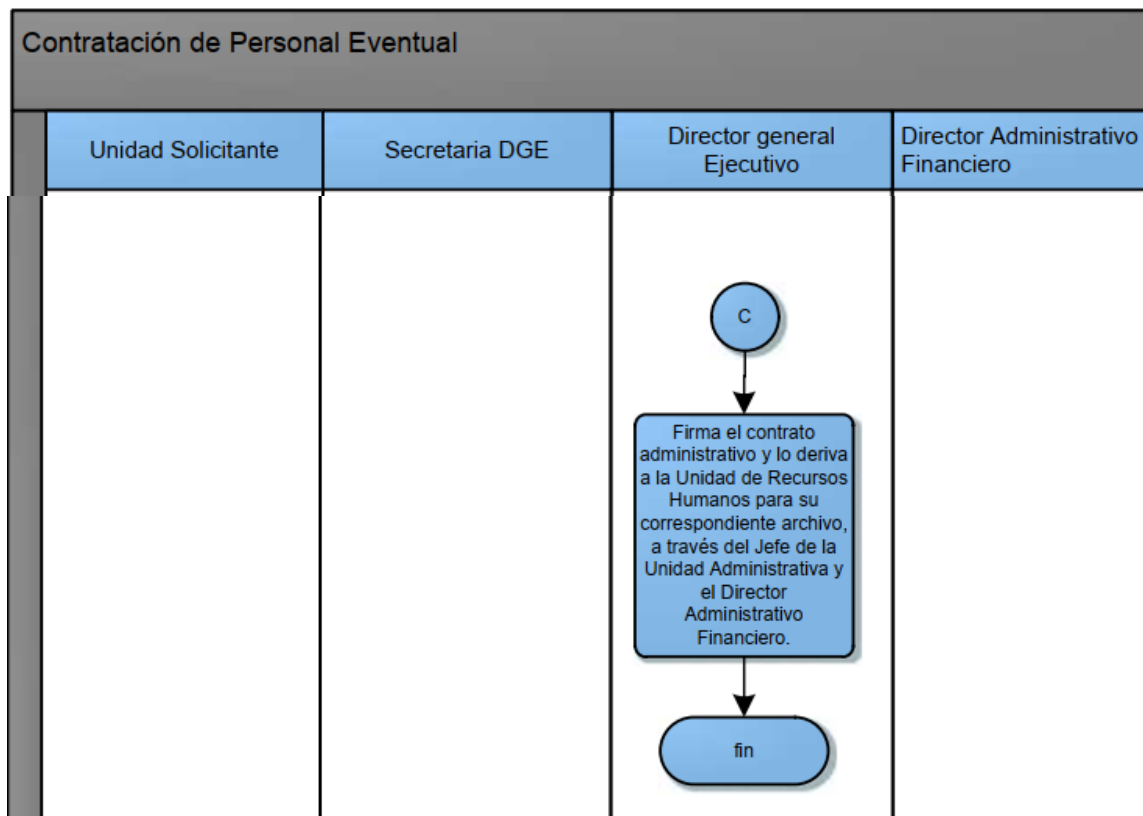 Contratación de Personal Eventual
Unidad Solicitante
Secretaria DGE
Director general
Ejecutivo
Director Administrativo
Financiero
C
Firma el contrato
administrativo y lo deriva
a la Unidad de Recursos
Humanos para su
correspondiente archivo,
a través del Jefe de la
Unidad Administrativa y
el Director
Administrativo
Financiero.
fin